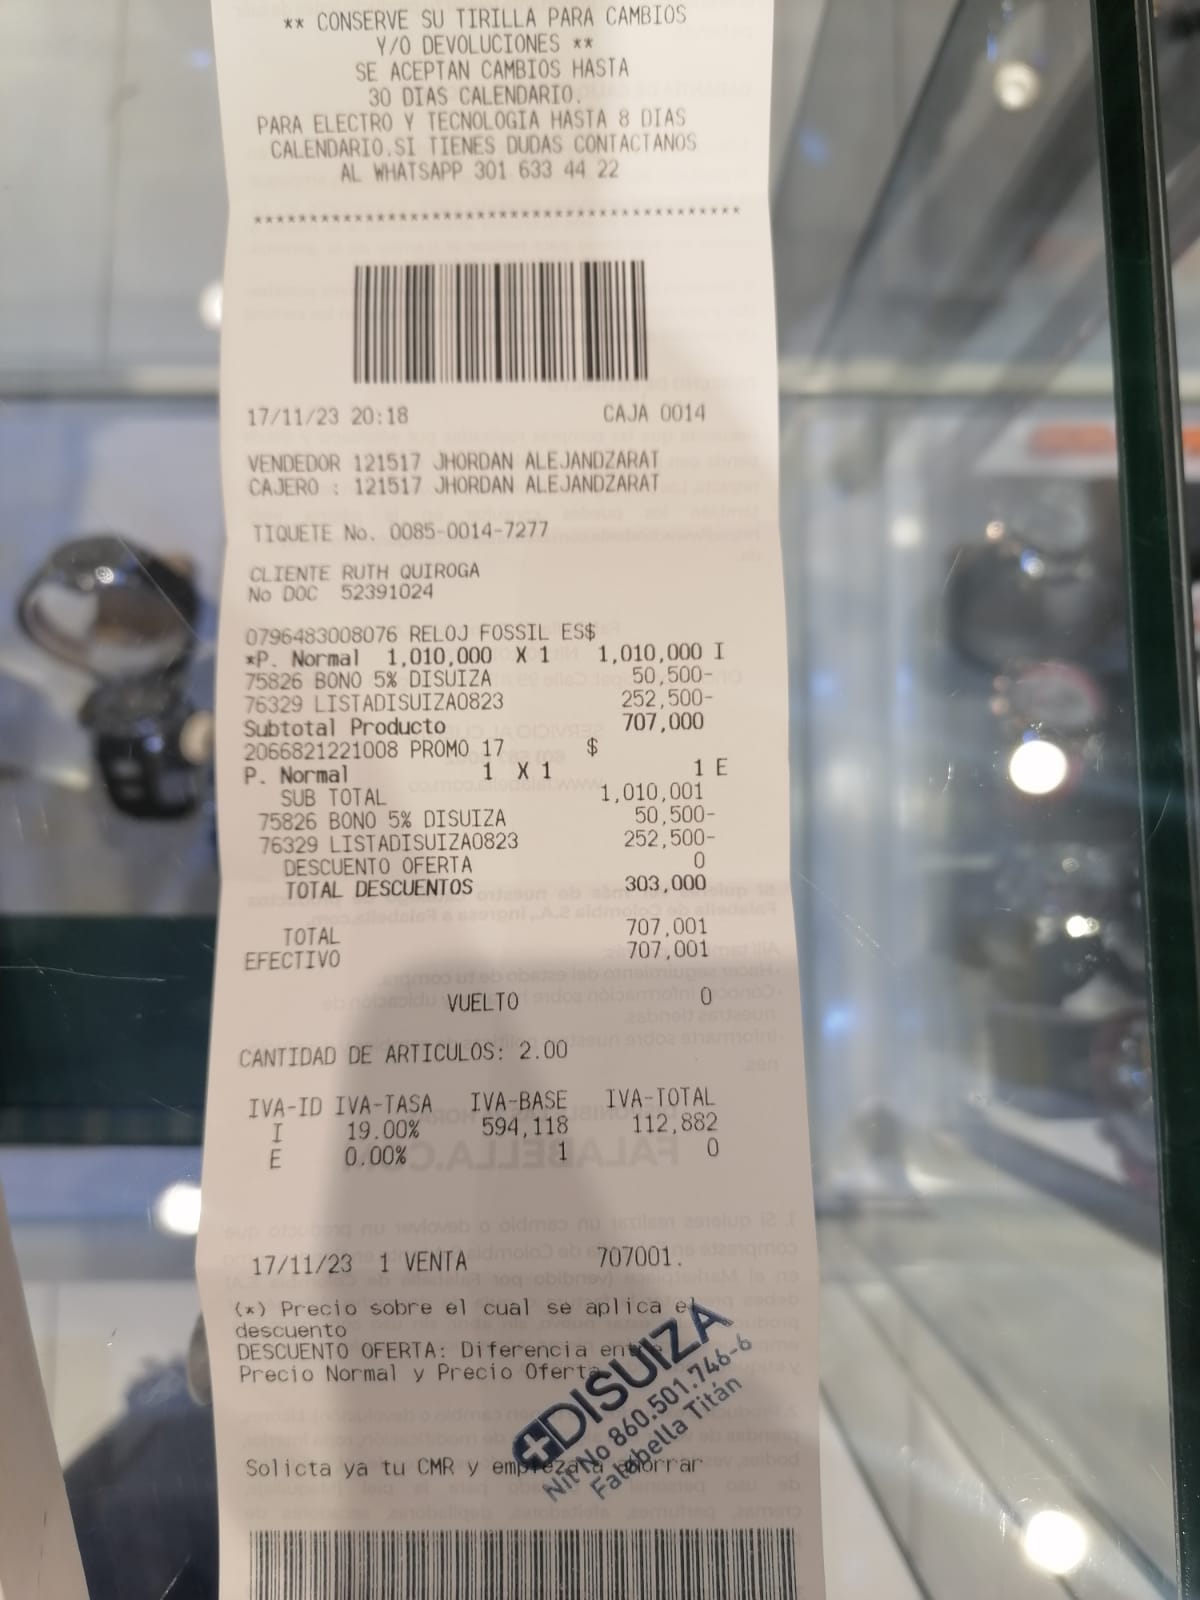 ** CONSERVE SU TIRILLA PARA CAMBIOS
Y/O DEVOLUCIONES **
SE ACEPTAN CAMBIOS HASTA
30 DIAS CALENDARIO.
PARA ELECTRO Y TECNOLOGIA HASTA 8 DIAS
CALENDARIO.SI TIENES DUDAS CONTACTANOS
AL WHATSAPP 301 633 44 22
********************************************
17/11/23 20:18 CAJA 0014
VENDEDOR 121517 JHORDAN ALEJANDZARAT
CAJERO : 121517 JHORDAN ALEJANDZARAT
TIQUETE No. 0085-0014-7277
CLIENTE RUTH QUIROGA
No DOC 52391024
0796483008076 RELOJ FOSSIL ES$
*P. Normal 1,010,000 X 1 1,010,000 I
75826 BONO 5% DISUIZA 50,500-
76329 LISTADISUIZA0823 252,500-
Subtotal Producto 707,000
2066821221008 PROMO 17 $
P. Normal 1 X 1 1 E
SUB TOTAL 1,010,001
75826 BONO 5% DISUIZA 50,500-
76329 LISTADISUIZA0823 252,500-
DESCUENTO OFERTA 0
TOTAL DESCUENTOS 303,000
TOTAL 707,001
EFECTIVO 707,001
VUELTO 0
CANTIDAD DE ARTICULOS: 2.00
IVA-ID IVA-TASA IVA-BASE IVA-TOTAL
I 19.00% 594,118 112,882
E 0.00% 1 0
17/11/23 1 VENTA 707001.
(*) Precio sobre el cual se aplica el
descuento
DESCUENTO OFERTA: Diferencia entre
Precio Normal y Precio Oferta
DISUIZA
Nit No 860.501.746-6
Falabella Titán
Solicta ya tu CMR y empieza a ahorrar